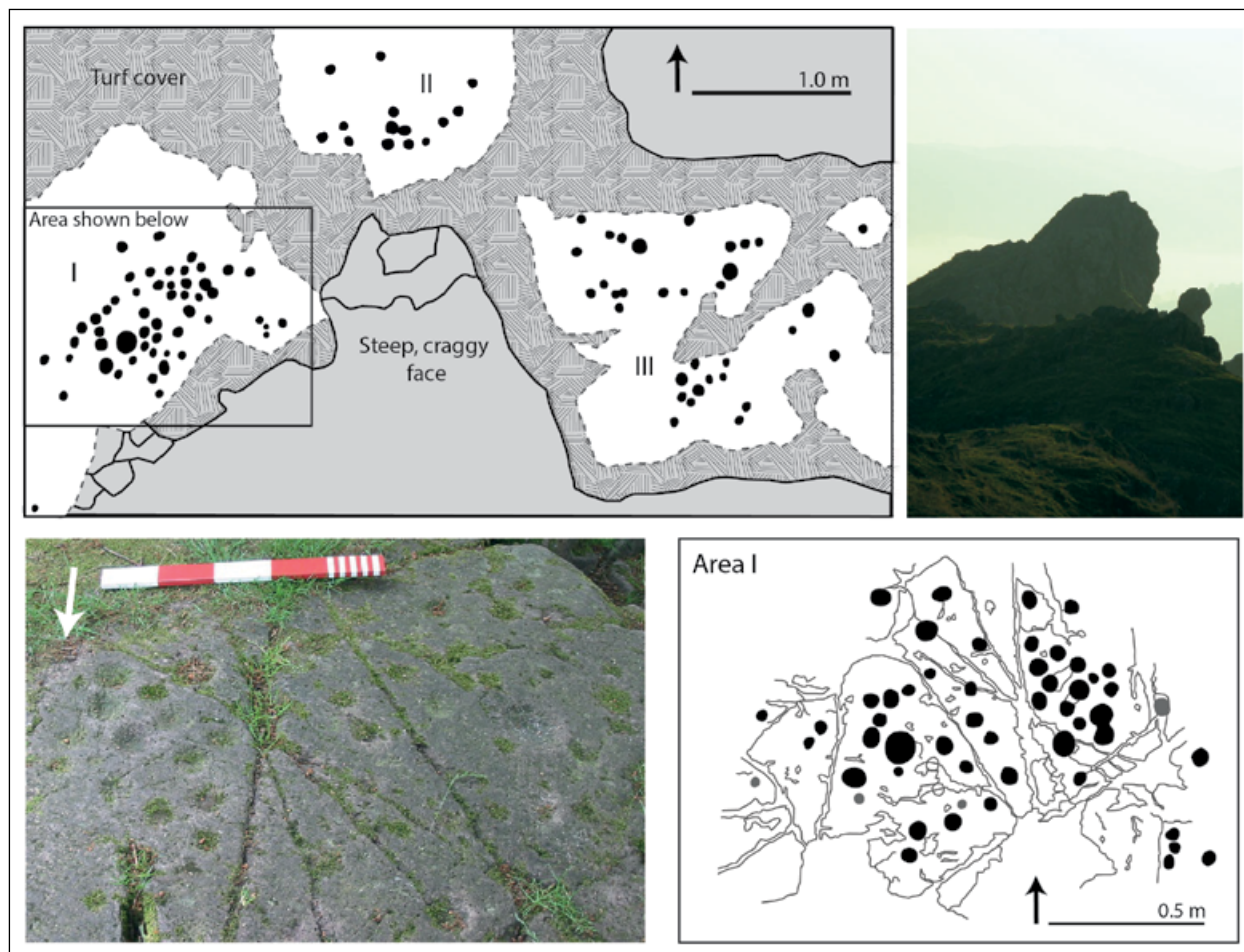 Turf cover
II
1.0 m
Area shown below
I
Steep, craggy
face
III
Area I
0.5 m